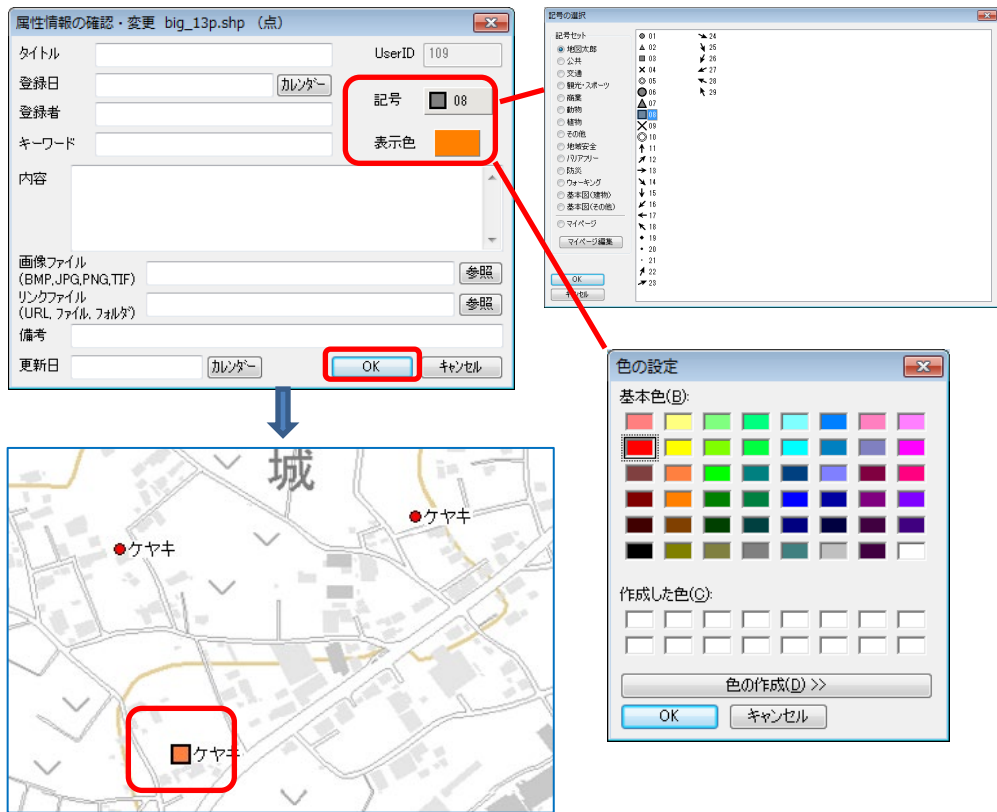 属性情報の確認・変更 big_13p.shp （点）
タイトル
UserID 109
登録日
カレンダー
登録者
記号 08
キーワード
表示色
内容
画像ファイル
(BMP,JPG,PNG,TIF)
参照
リンクファイル
(URL, ファイル, フォルダ)
参照
備考
更新日
カレンダー
OK
キャンセル
記号の選択
記号セット
地図太郎
公共
交通
観光・スポーツ
商業
動物
植物
その他
地域安全
バリアフリー
防災
ウォーキング
基本図(建物)
基本図(その他)
マイページ
マイページ編集
OK
キャンセル
01
02
03
04
05
06
07
08
09
10
11
12
13
14
15
16
17
18
19
20
21
22
23
24
25
26
27
28
29
城
ケヤキ
ケヤキ
ケヤキ
色の設定
基本色(B):
作成した色(C):
色の作成(D) >>
OK
キャンセル